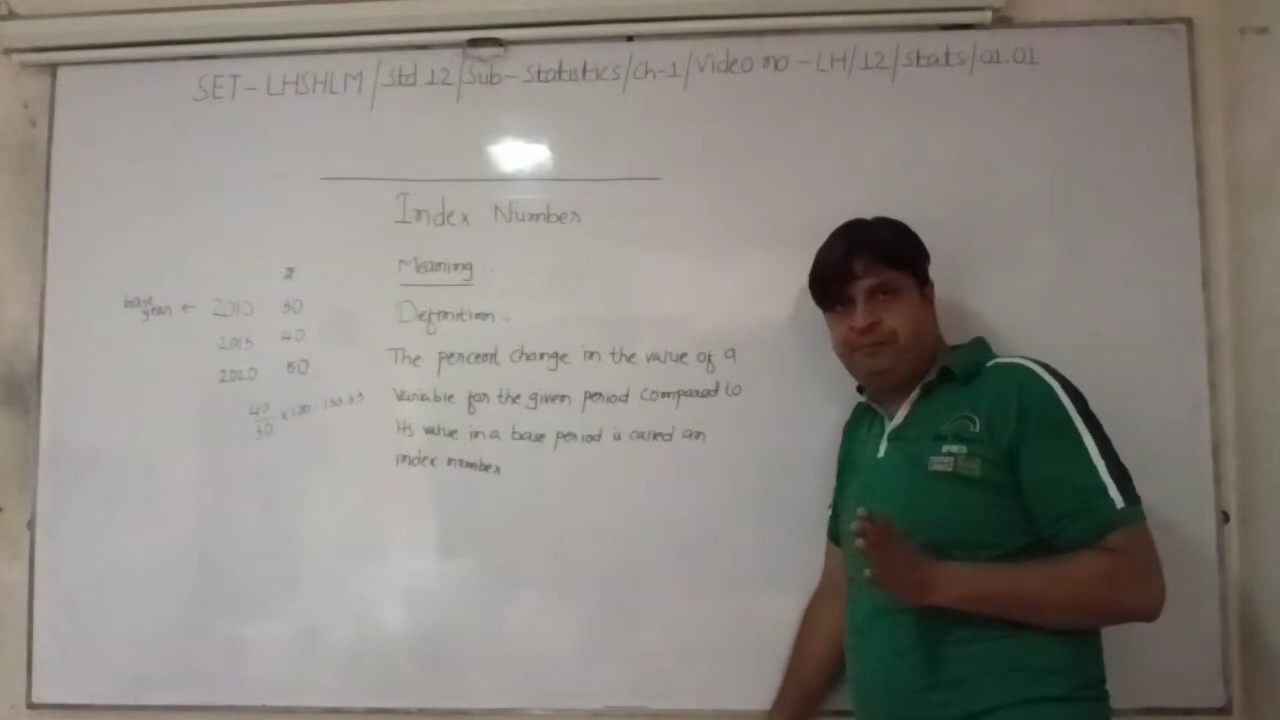 SET-LHSHLM/Std 12/Sub-Statistics/Ch-1/Video no-LH/12/Stats/01.01
Index Number
Meaning
Definition
The percent change in the value of a
variable for the given period compared to
its value in a base period is called an
index number
₹
base year ← 2010 30
2015 40
2020 50
40/30 × 100 = 133.33